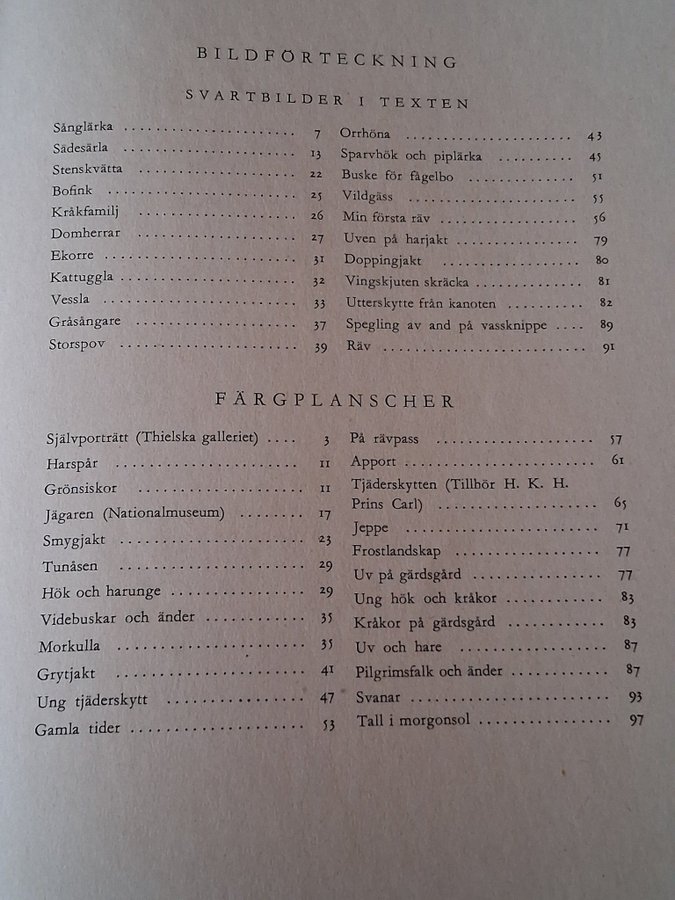 BILDFÖRTECKNING
SVARTBILDER I TEXTEN
Sånglärka .................... 7
Sädesärla .................... 13
Stenskvätta .................... 22
Bofink .................... 25
Kråkfamilj .................... 26
Domherrar .................... 27
Ekorre .................... 31
Kattuggla .................... 32
Vessla .................... 33
Gråsångare .................... 37
Storspov .................... 39
Orrhöna .................... 43
Sparvhök och piplärka .......... 45
Buske för fågelbo .............. 51
Vildgäss .................... 55
Min första räv .................. 56
Uven på harjakt ................ 79
Doppingjakt .................. 80
Vingskjuten skräcka .............. 81
Utterskytte från kanoten .......... 82
Spegling av and på vassknippe .... 89
Räv ........................ 91
FÄRGPLANSCHER
Självporträtt (Thielska galleriet) .... 3
Harspår ...................... 11
Grönsiskor .................... 11
Jägaren (Nationalmuseum) ........ 17
Smygjakt ...................... 23
Tunåsen ...................... 29
Hök och harunge ................ 29
Videbuskar och änder ............ 35
Morkulla ...................... 35
Grytjakt ...................... 41
Ung tjäderskytt ................ 47
Gamla tider .................... 53
På rävpass .................... 57
Apport ...................... 61
Tjäderskytten (Tillhör H. K. H.
Prins Carl) .................. 65
Jeppe ...................... 71
Frostlandskap .................. 77
Uv på gärdsgård ................ 77
Ung hök och kråkor ............ 83
Kråkor på gärdsgård ............ 83
Uv och hare .................. 87
Pilgrimsfalk och änder ............ 87
Svanar ........................ 93
Tall i morgonsol ................ 97